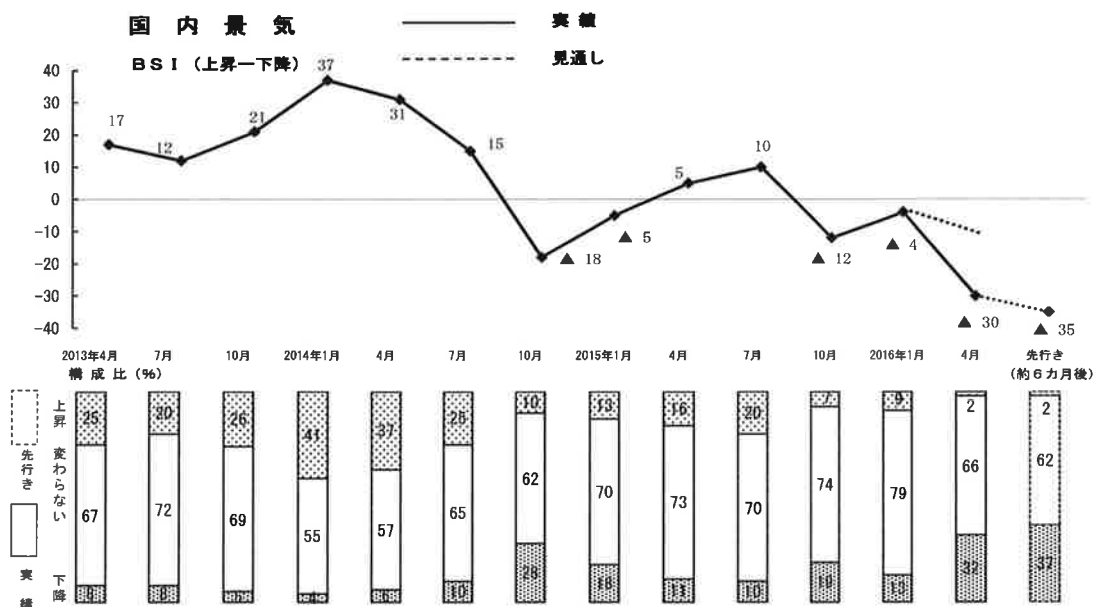 国内景気
実績
BSI（上昇ー下降）
見通し
40
30
20
10
0
-10
-20
-30
-40
17
12
21
37
31
15
▲ 18
▲ 5
5
10
▲ 12
▲ 4
▲ 30
▲ 35
2013年4月 7月 10月 2014年1月 4月 7月 10月 2015年1月 4月 7月 10月 2016年1月 4月 先行き
構成比（%） （約6カ月後）
上昇 25 20 26 41 37 25 10 13 16 20 7 9 2 2
変わらない 67 72 69 55 57 65 62 70 73 70 74 79 66 62
下降 8 8 4 6 10 28 18 11 10 19 13 32 37
先行き
実績